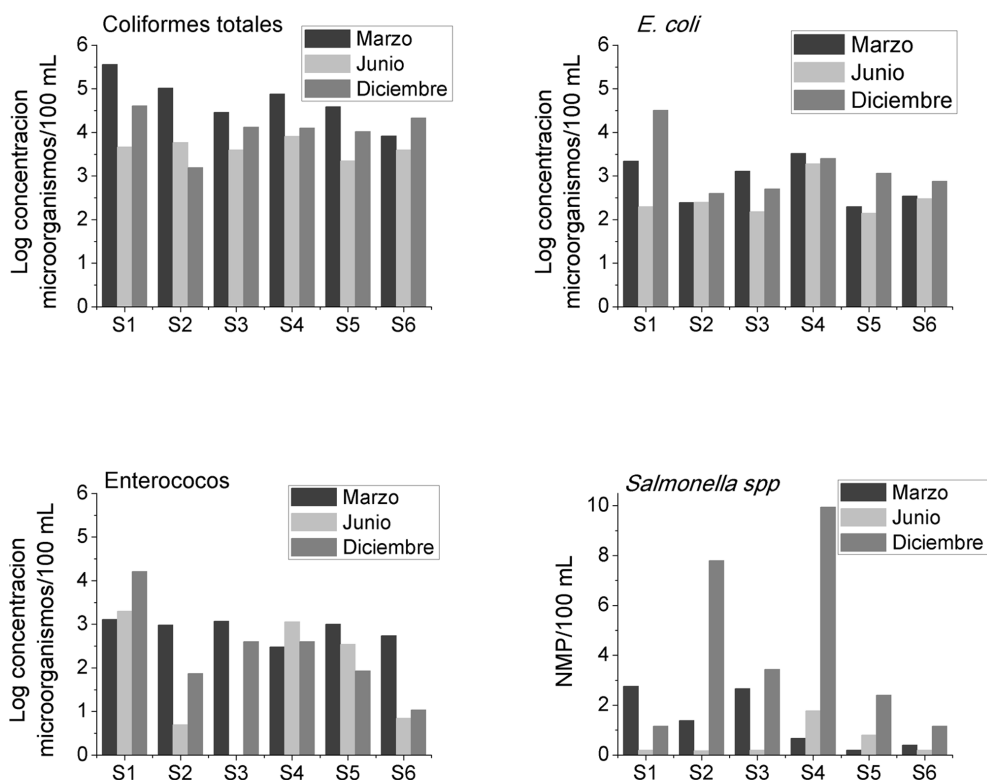 Coliformes totales
Marzo
Junio
Diciembre
Log concentracion
microorganismos/100 mL
6
5
4
3
2
1
0
S1 S2 S3 S4 S5 S6
E. coli
Marzo
Junio
Diciembre
Log concentracion
microorganismos/100 mL
6
5
4
3
2
1
0
S1 S2 S3 S4 S5 S6
Enterococos
Marzo
Junio
Diciembre
Log concentracion
microorganismos/100 mL
6
5
4
3
2
1
0
S1 S2 S3 S4 S5 S6
Salmonella spp
Marzo
Junio
Diciembre
NMP/100 mL
10
8
6
4
2
0
S1 S2 S3 S4 S5 S6